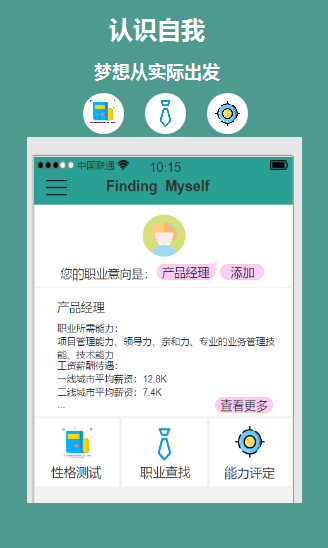 认识自我
梦想从实际出发
中国联通 10:15
Finding Myself
您的职业意向是： 产品经理 添加
产品经理
职业所需能力：
项目管理能力、领导力、亲和力、专业的业务管理技
能、技术能力
工资薪酬待遇：
一线城市平均薪资：12.8K
二线城市平均薪资：7.4K
...
查看更多
性格测试 职业查找 能力评定